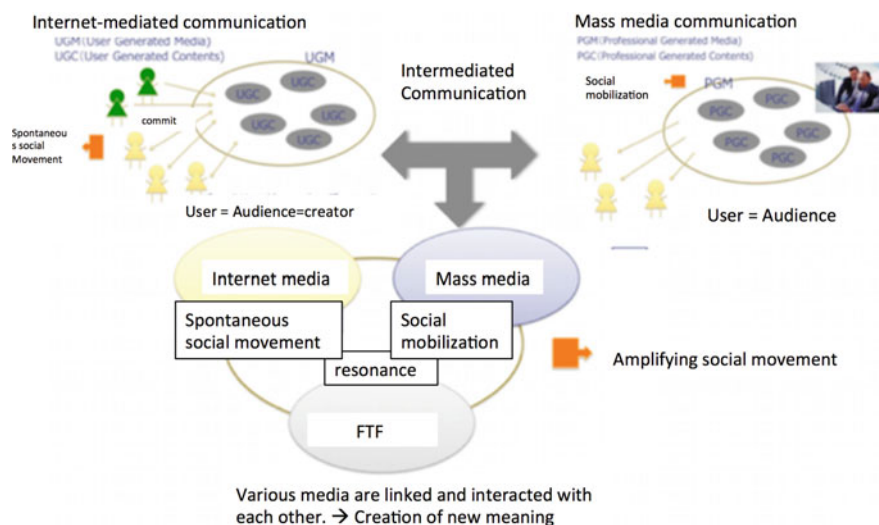 Internet-mediated communication
UGM(User Generated Media)
UGC(User Generated Contents)
UGM
UGC
UGC
UGC
UGC
UGC
commit
Spontaneou
s social
Movement
User = Audience=creator
Intermediated
Communication
Mass media communication
PGM(Professional Generated Media)
PGC(Professional Generated Contents)
Social
mobilization
PGM
PGC
PGC
PGC
PGC
PGC
User = Audience
Internet media
Mass media
Spontaneous
social movement
Social
mobilization
resonance
FTF
Amplifying social movement
Various media are linked and interacted with
each other. → Creation of new meaning